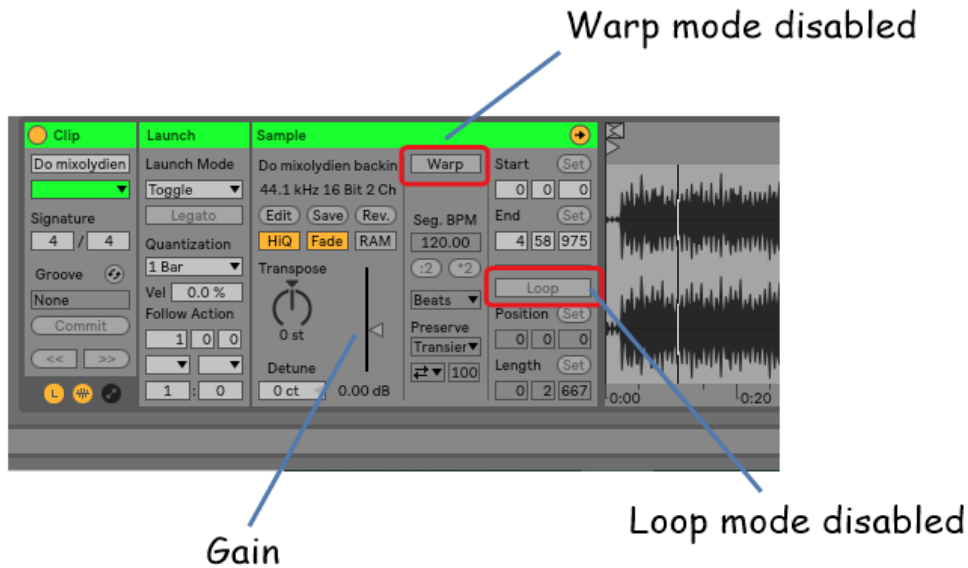 Warp mode disabled
Clip
Launch
Sample
Do mixolydien
Launch Mode
Do mixolydien backin
Warp
Start
Set
Toggle
44.1 kHz 16 Bit 2 Ch
0 0 0
Signature
Legato
Edit
Save
Rev.
Seg. BPM
End
Set
4 / 4
Quantization
HiQ
Fade
RAM
120.00
4 58 975
Groove
1 Bar
Transpose
:2
*2
Loop
None
Vel 0.0 %
Beats
Position
Set
Commit
Follow Action
0 st
Preserve
0 0 0
<<
>>
1 0 0
Transier
Length
Set
Detune
100
L
1 : 0
0 ct
0.00 dB
0 2 667
0:00
0:20
Loop mode disabled
Gain